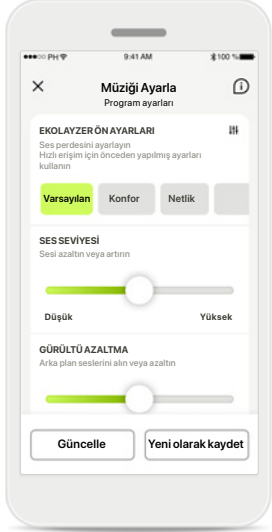 PH
9:41 AM
100 %
Müziği Ayarla
Program ayarları
EKOLAYZER ÖN AYARLARI
Ses perdesini ayarlayın
Hızlı erişim için önceden yapılmış ayarları
kullanın
Varsayılan Konfor Netlik
SES SEVİYESİ
Sesi azaltın veya artırın
Düşük Yüksek
GÜRÜLTÜ AZALTMA
Arka plan seslerini alın veya azaltın
Güncelle Yeni olarak kaydet